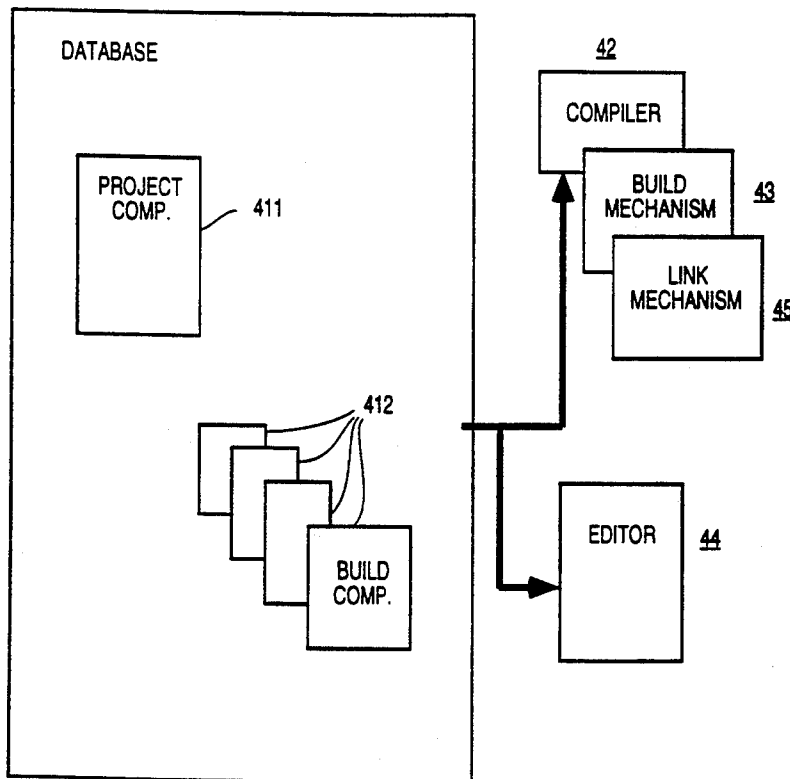 DATABASE
PROJECT
COMP.
411
412
BUILD
COMP.
42
COMPILER
BUILD
MECHANISM
43
LINK
MECHANISM
45
EDITOR
44